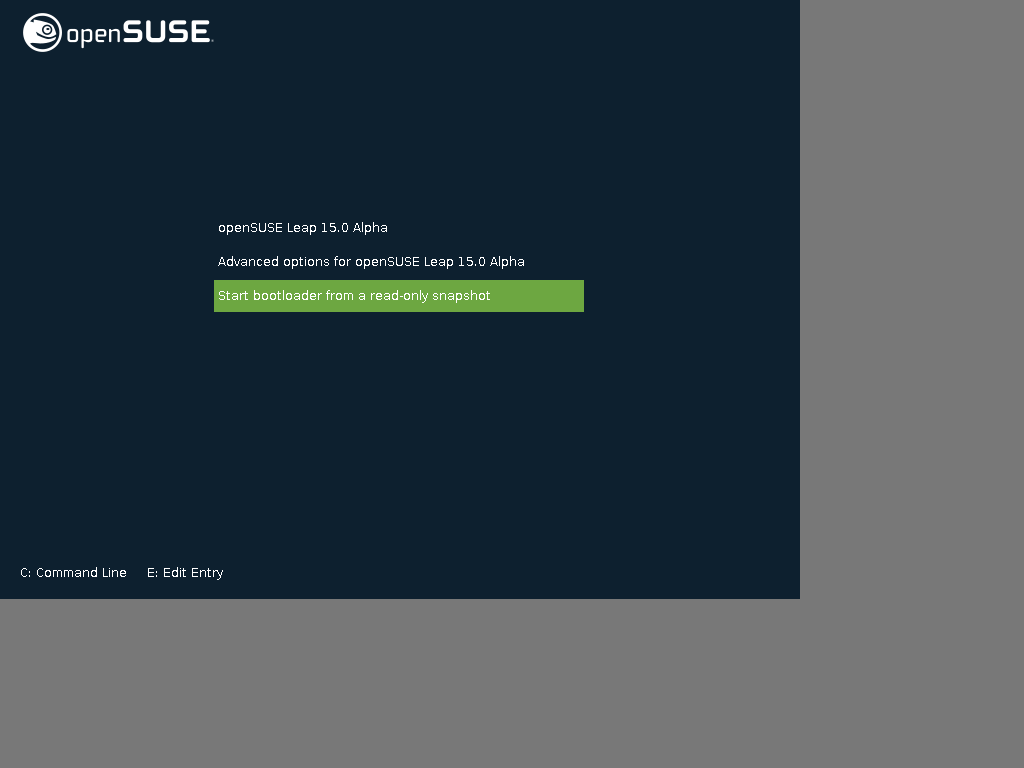 openSUSE
openSUSE Leap 15.0 Alpha
Advanced options for openSUSE Leap 15.0 Alpha
Start bootloader from a read-only snapshot
C: Command Line E: Edit Entry